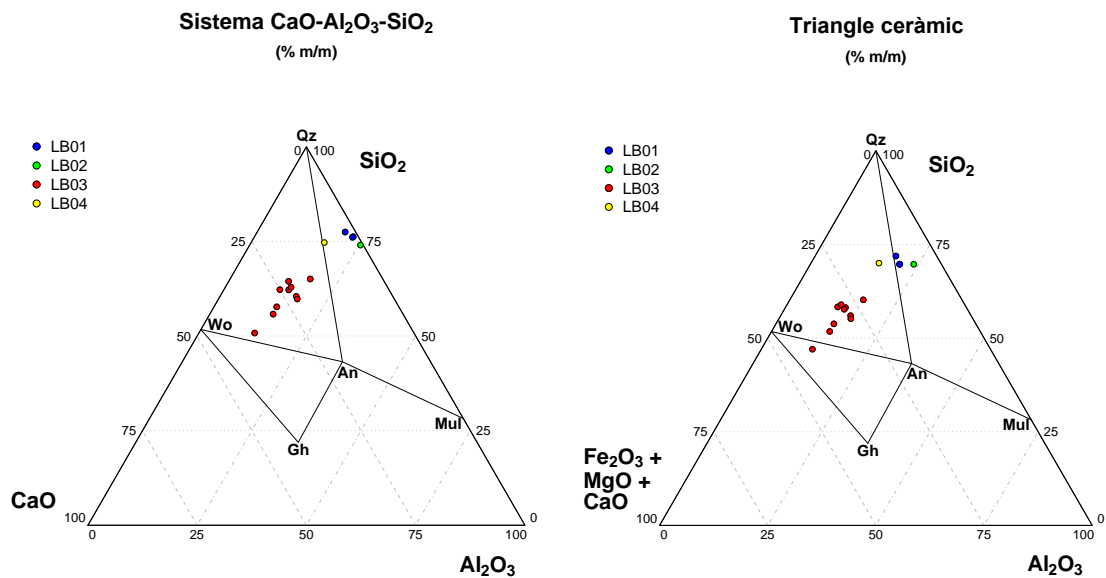 Sistema CaO-Al₂O₃-SiO₂
(% m/m)
LB01
LB02
LB03
LB04
Qz
0 100
SiO₂
25 75
Wo
50 50
An
Mul
75 25
Gh
CaO
100 0
0 25 50 75 100
Al₂O₃
Triangle ceràmic
(% m/m)
LB01
LB02
LB03
LB04
Qz
0 100
SiO₂
25 75
Wo
50 50
An
Mul
75 25
Gh
Fe₂O₃ +
MgO +
CaO
100 0
0 25 50 75 100
Al₂O₃